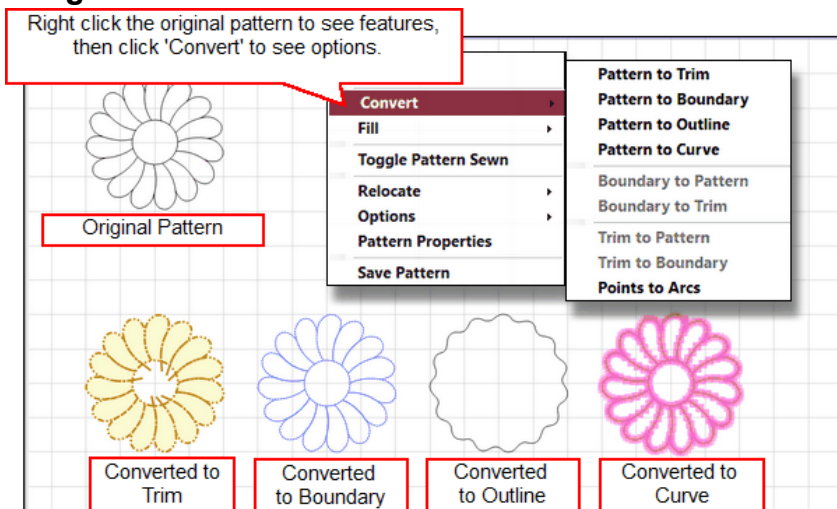 Right click the original pattern to see features,
then click 'Convert' to see options.
Convert
Fill
Toggle Pattern Sewn
Relocate
Options
Pattern Properties
Save Pattern
Pattern to Trim
Pattern to Boundary
Pattern to Outline
Pattern to Curve
Boundary to Pattern
Boundary to Trim
Trim to Pattern
Trim to Boundary
Points to Arcs
Original Pattern
Converted to
Trim
Converted
to Boundary
Converted
to Outline
Converted to
Curve